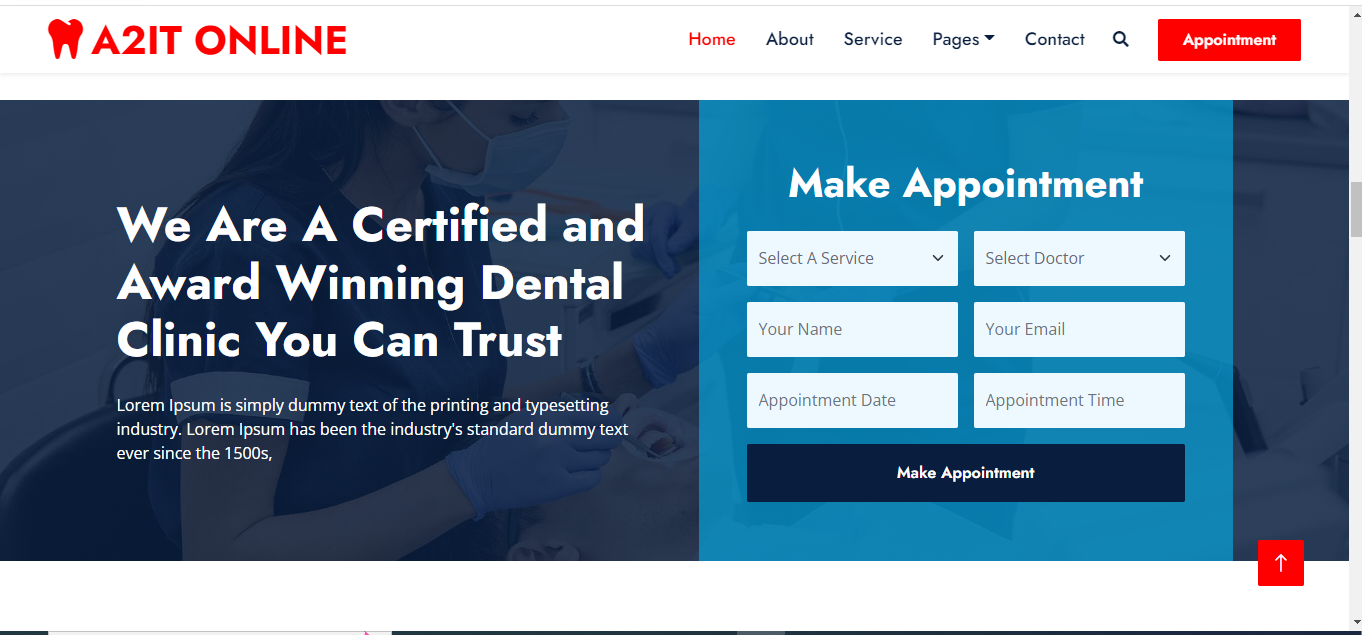 A2IT ONLINE
Home About Service Pages Contact Appointment
We Are A Certified and
Award Winning Dental
Clinic You Can Trust
Lorem Ipsum is simply dummy text of the printing and typesetting
industry. Lorem Ipsum has been the industry's standard dummy text
ever since the 1500s,
Make Appointment
Select A Service Select Doctor
Your Name Your Email
Appointment Date Appointment Time
Make Appointment